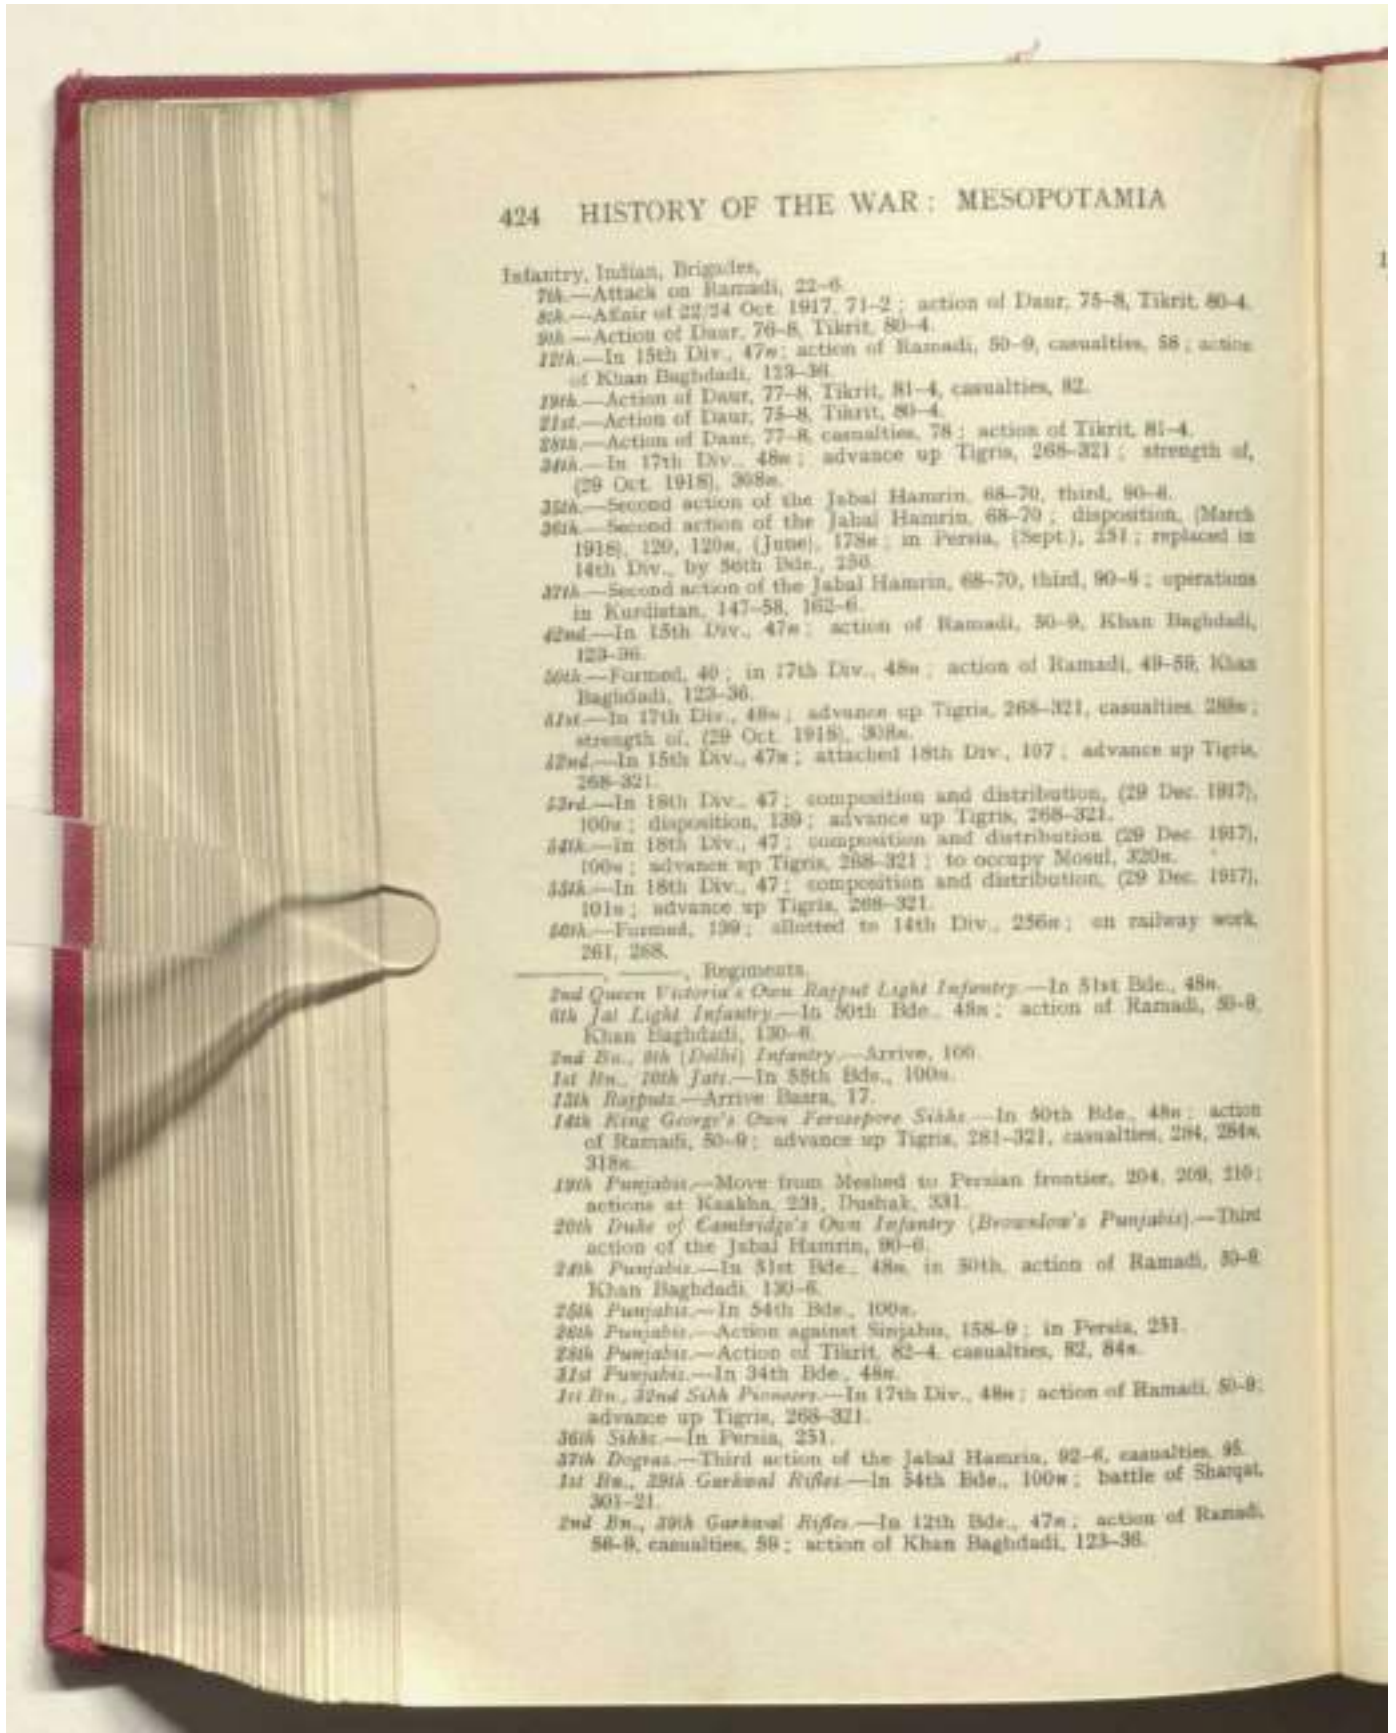 424 HISTORY OF THE WAR: MESOPOTAMIA
Infantry, Indian, Brigades,
7th.—Attack on Ramadi, 22–6.
8th.—Affair of 22/24 Oct. 1917, 71–2; action of Daur, 75–8, Tikrit, 80–4.
9th.—Action of Daur, 76–8, Tikrit, 80–4.
12th.—In 15th Div., 47n; action of Ramadi, 50–9, casualties, 58; action
of Khan Baghdadi, 123–36.
19th.—Action of Daur, 77–8, Tikrit, 81–4, casualties, 82.
21st.—Action of Daur, 75–8, Tikrit, 80–4.
28th.—Action of Daur, 77–8, casualties, 78; action of Tikrit, 81–4.
34th.—In 17th Div., 48n; advance up Tigris, 268–321; strength of,
(29 Oct. 1918), 308n.
35th.—Second action of the Jabal Hamrin, 68–70, third, 90–6.
36th.—Second action of the Jabal Hamrin, 68–70; disposition, (March
1918), 120, 120n, (June), 178n; in Persia, (Sept.), 251; replaced in
14th Div., by 56th Bde., 256.
37th.—Second action of the Jabal Hamrin, 68–70, third, 90–6; operations
in Kurdistan, 147–58, 162–6.
42nd.—In 15th Div., 47n; action of Ramadi, 50–9, Khan Baghdadi,
123–36.
50th.—Formed, 40; in 17th Div., 48n; action of Ramadi, 49–59, Khan
Baghdadi, 123–36.
51st.—In 17th Div., 48n; advance up Tigris, 268–321, casualties, 288n;
strength of, (29 Oct. 1918), 308n.
52nd.—In 15th Div., 47n; attached 18th Div., 107; advance up Tigris,
268–321.
53rd.—In 18th Div., 47; composition and distribution, (29 Dec. 1917),
100n; disposition, 139; advance up Tigris, 268–321.
54th.—In 18th Div., 47; composition and distribution (29 Dec. 1917),
100n; advance up Tigris, 268–321; to occupy Mosul, 320n.
55th.—In 18th Div., 47; composition and distribution, (29 Dec. 1917),
101n; advance up Tigris, 268–321.
56th.—Formed, 139; allotted to 14th Div., 256n; on railway work,
261, 268.
———, ———, Regiments,
2nd Queen Victoria's Own Rajput Light Infantry.—In 51st Bde., 48n.
6th Jat Light Infantry.—In 50th Bde., 48n; action of Ramadi, 50–9,
Khan Baghdadi, 130–6.
2nd Bn., 9th (Delhi) Infantry.—Arrive, 166.
1st Bn., 10th Jats.—In 55th Bde., 100n.
13th Rajputs.—Arrive Basra, 17.
14th King George's Own Ferozepore Sikhs.—In 50th Bde., 48n; action
of Ramadi, 50–9; advance up Tigris, 281–321, casualties, 284, 284n,
318n.
19th Punjabis.—Move from Meshed to Persian frontier, 204, 209, 210;
actions at Kaakha, 231, Dushak, 331.
20th Duke of Cambridge's Own Infantry (Brownlow's Punjabis).—Third
action of the Jabal Hamrin, 90–6.
24th Punjabis.—In 51st Bde., 48n, in 50th, action of Ramadi, 50–9,
Khan Baghdadi, 130–6.
25th Punjabis.—In 54th Bde., 100n.
26th Punjabis.—Action against Sinjabis, 158–9; in Persia, 251.
28th Punjabis.—Action of Tikrit, 82–4, casualties, 82, 84n.
31st Punjabis.—In 34th Bde., 48n.
1st Bn., 32nd Sikh Pioneers.—In 17th Div., 48n; action of Ramadi, 50–9;
advance up Tigris, 268–321.
36th Sikhs.—In Persia, 251.
37th Dogras.—Third action of the Jabal Hamrin, 92–6, casualties, 95.
1st Bn., 39th Garhwal Rifles.—In 54th Bde., 100n; battle of Sharqat,
301–21.
2nd Bn., 39th Garhwal Rifles.—In 12th Bde., 47n; action of Ramadi,
56–9, casualties, 59; action of Khan Baghdadi, 123–36.